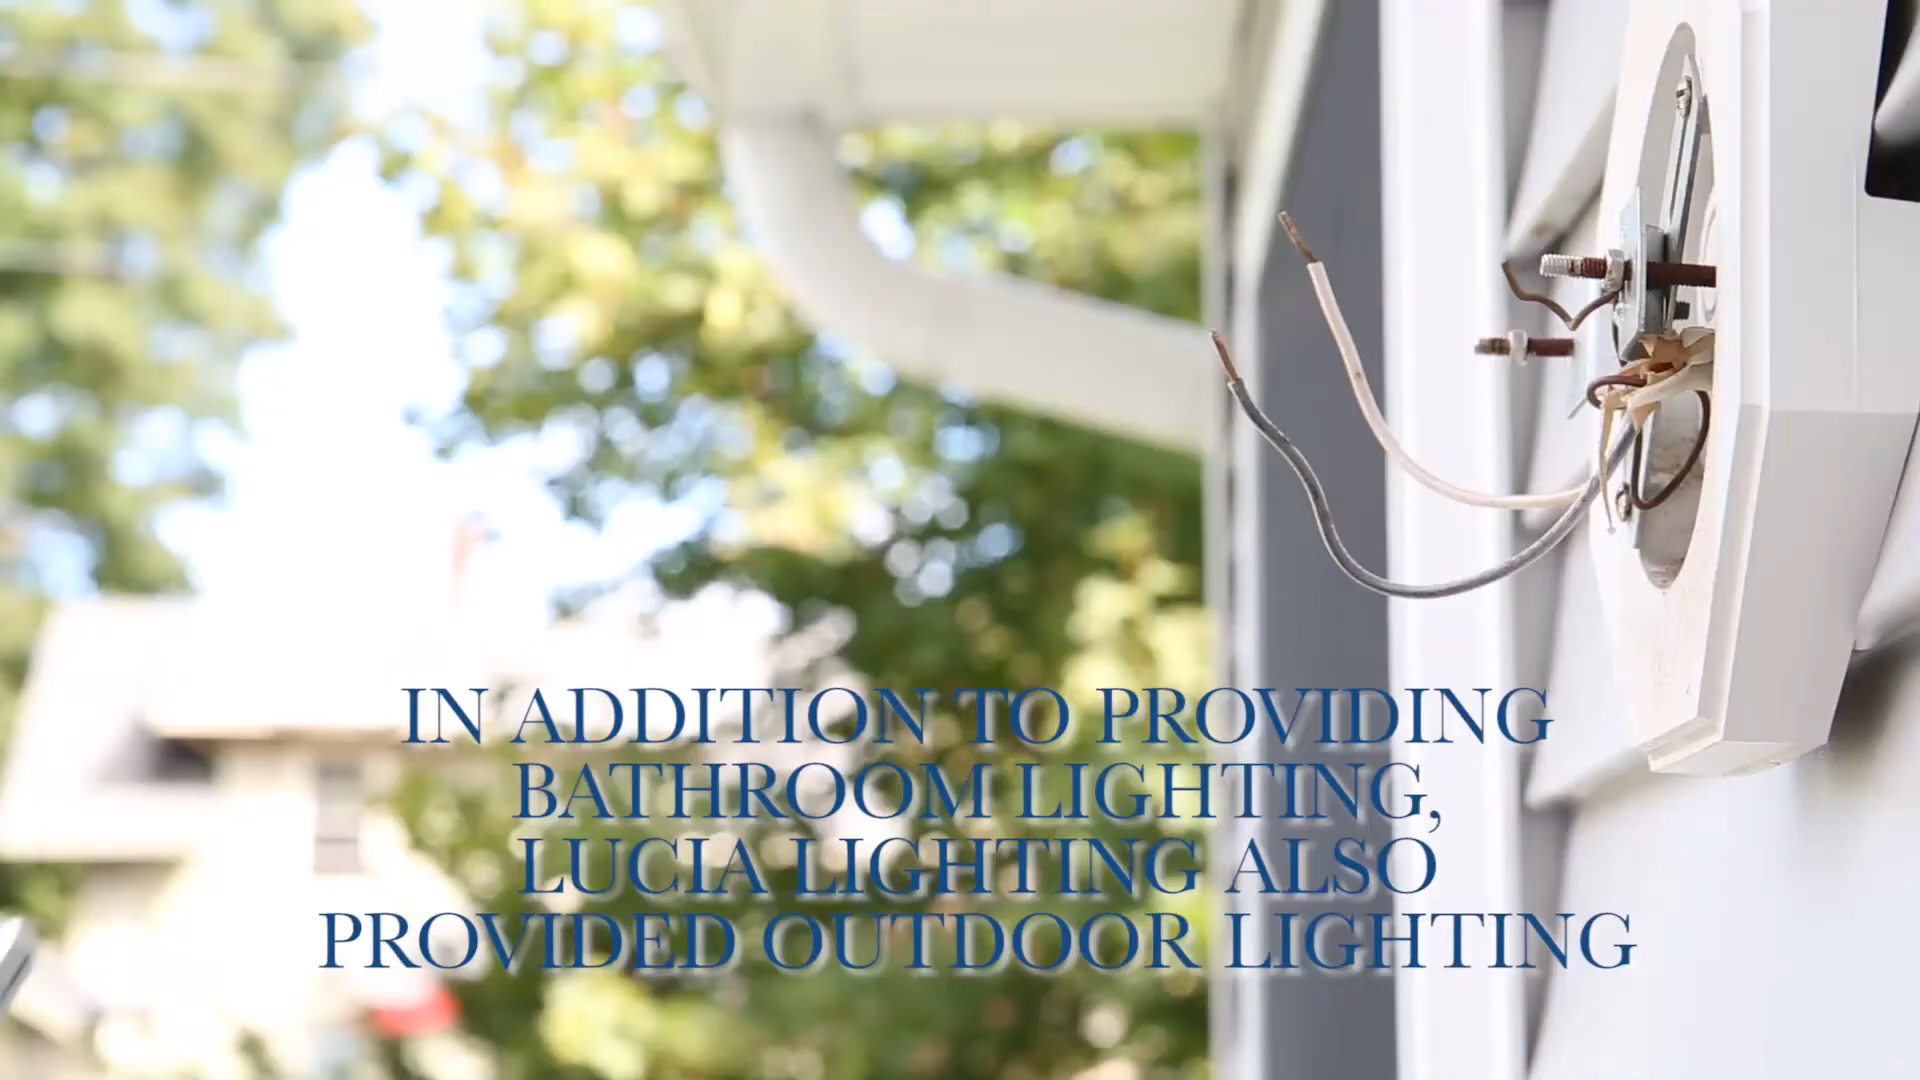 IN ADDITION TO PROVIDING
BATHROOM LIGHTING,
LUCIA LIGHTING ALSO
PROVIDED OUTDOOR LIGHTING